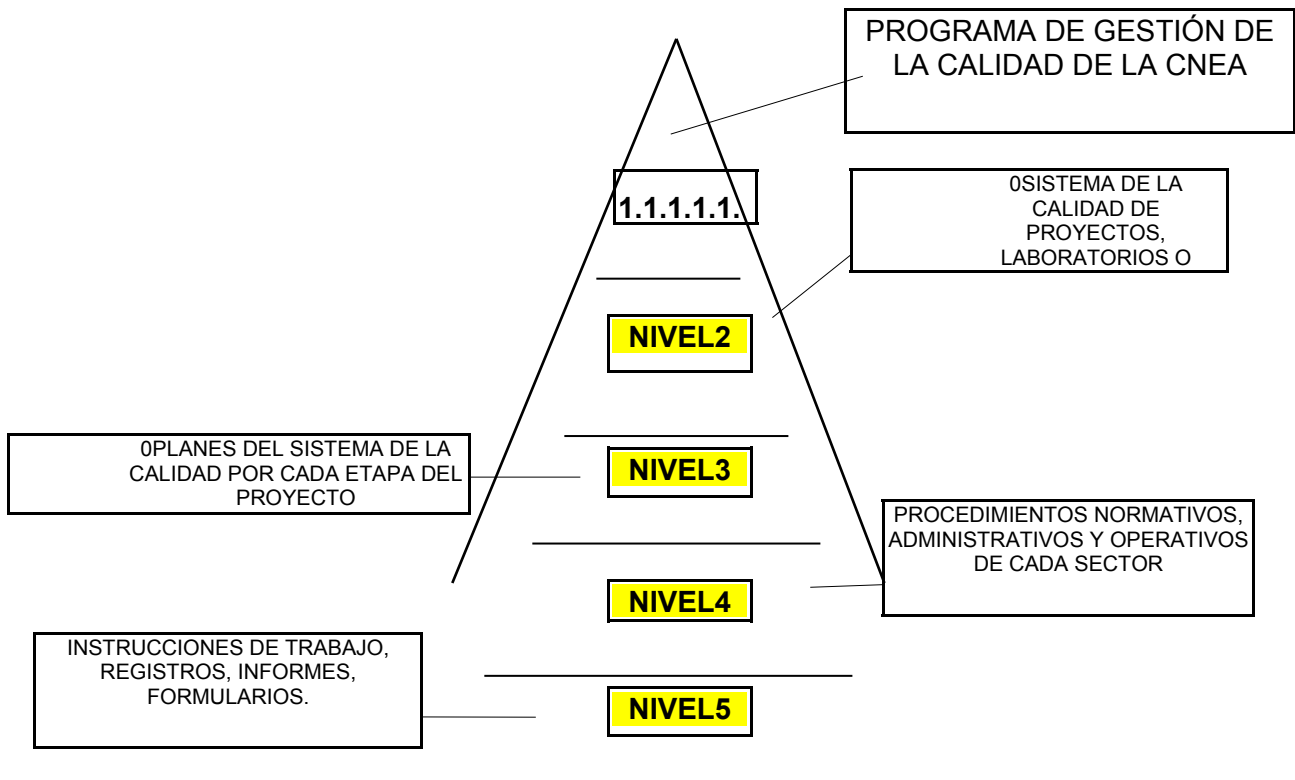 PROGRAMA DE GESTIÓN DE
LA CALIDAD DE LA CNEA
1.1.1.1.1.
0SISTEMA DE LA
CALIDAD DE
PROYECTOS,
LABORATORIOS O
NIVEL2
0PLANES DEL SISTEMA DE LA
CALIDAD POR CADA ETAPA DEL
PROYECTO
NIVEL3
PROCEDIMIENTOS NORMATIVOS,
ADMINISTRATIVOS Y OPERATIVOS
DE CADA SECTOR
NIVEL4
INSTRUCCIONES DE TRABAJO,
REGISTROS, INFORMES,
FORMULARIOS.
NIVEL5